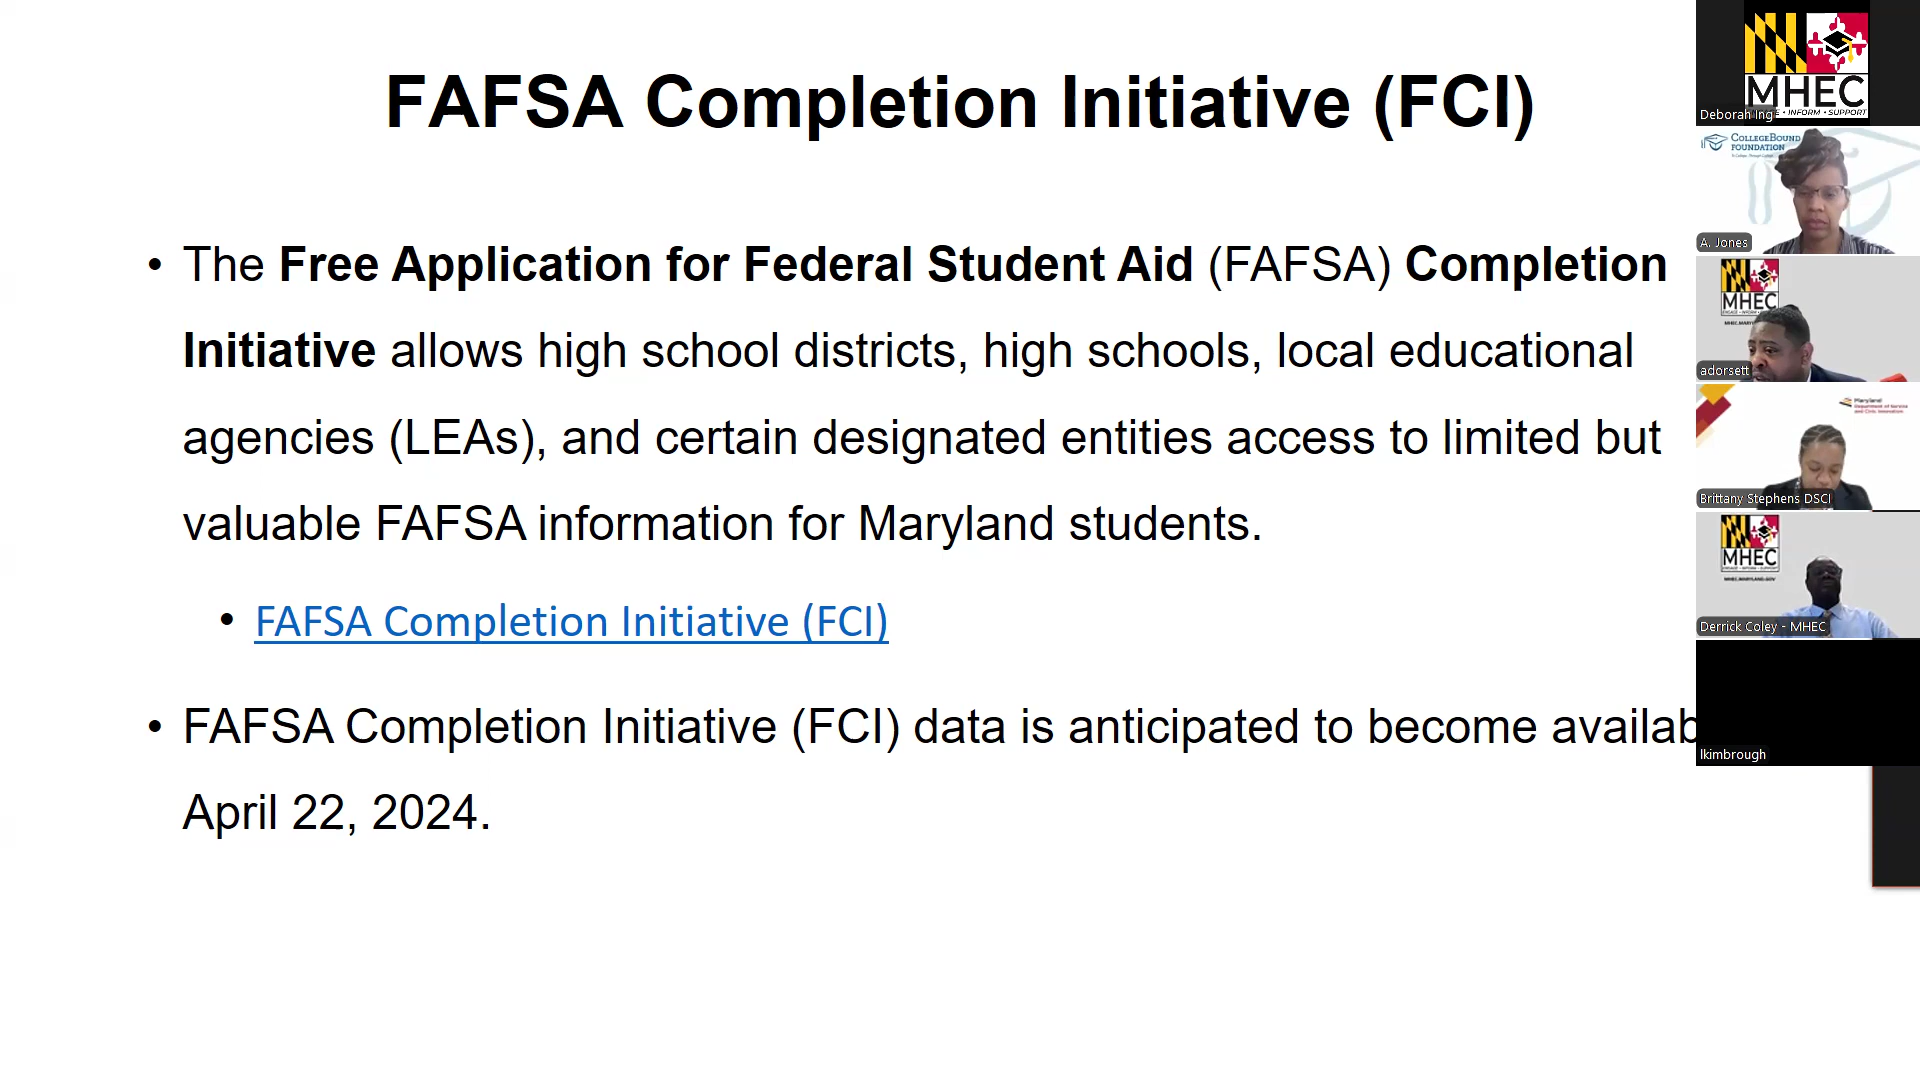 FAFSA Completion Initiative (FCI)
• The Free Application for Federal Student Aid (FAFSA) Completion
Initiative allows high school districts, high schools, local educational
agencies (LEAs), and certain designated entities access to limited but
valuable FAFSA information for Maryland students.
• FAFSA Completion Initiative (FCI)
• FAFSA Completion Initiative (FCI) data is anticipated to become availab
April 22, 2024.
MHEC
• INFORM • SUPPORT
Deborah Ing
COLLEGEBOUND
FOUNDATION
A. Jones
MHEC
adorsett
Maryland
Department of Service
and Civic Innovation
Brittany Stephens DSCI
MHEC
MHEC.MARYLAND.GOV
Derrick Coley - MHEC
lkimbrough